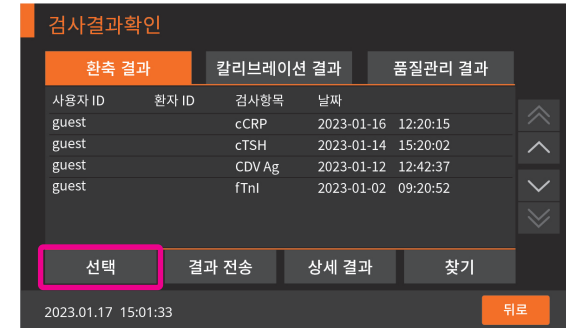 검사결과확인
환축 결과 칼리브레이션 결과 품질관리 결과
사용자 ID 환자 ID 검사항목 날짜
guest cCRP 2023-01-16 12:20:15
guest cTSH 2023-01-14 15:20:02
guest CDV Ag 2023-01-12 12:42:37
guest fTnI 2023-01-02 09:20:52
선택 결과 전송 상세 결과 찾기
2023.01.17 15:01:33 뒤로